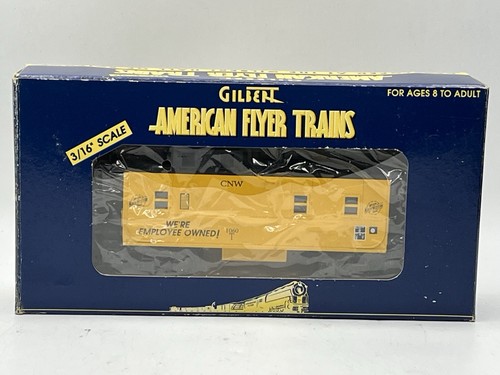 GILBERT
FOR AGES 8 TO ADULT
AMERICAN FLYER TRAINS
3/16" SCALE
CNW
WE'RE
EMPLOYEE OWNED!